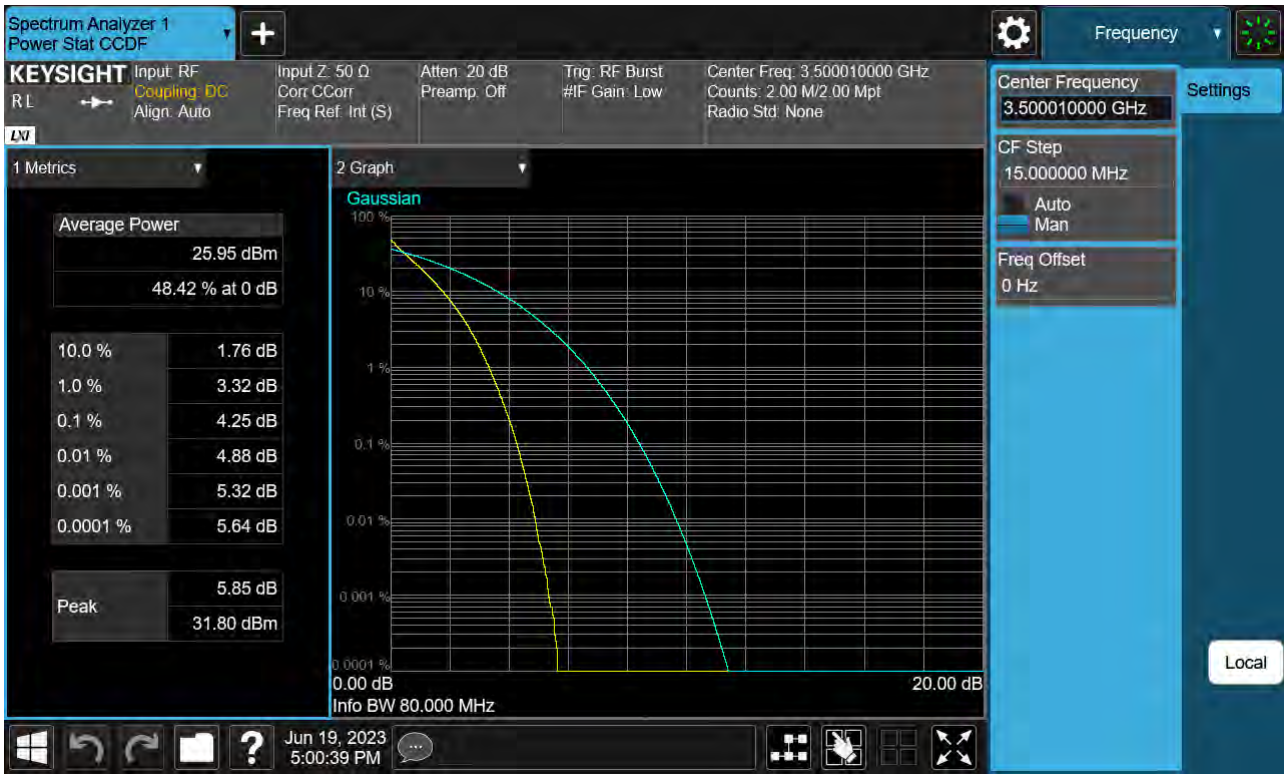 Spectrum Analyzer 1
Power Stat CCDF
+
Frequency
KEYSIGHT
RL
LXI
Input: RF
Coupling: DC
Align: Auto
Input Z: 50 Ω
Corr CCorr
Freq Ref: Int (S)
Atten: 20 dB
Preamp: Off
Trig: RF Burst
#IF Gain: Low
Center Freq: 3.500010000 GHz
Counts: 2.00 M/2.00 Mpt
Radio Std: None
Center Frequency
3.500010000 GHz
Settings
CF Step
15.000000 MHz
Auto
Man
Freq Offset
0 Hz
1 Metrics
Average Power
25.95 dBm
48.42 % at 0 dB
10.0 % 1.76 dB
1.0 % 3.32 dB
0.1 % 4.25 dB
0.01 % 4.88 dB
0.001 % 5.32 dB
0.0001 % 5.64 dB
Peak
5.85 dB
31.80 dBm
2 Graph
Gaussian
100 %
10 %
1 %
0.1 %
0.01 %
0.001 %
0.0001 %
0.00 dB 20.00 dB
Info BW 80.000 MHz
Local
?
Jun 19, 2023
5:00:39 PM